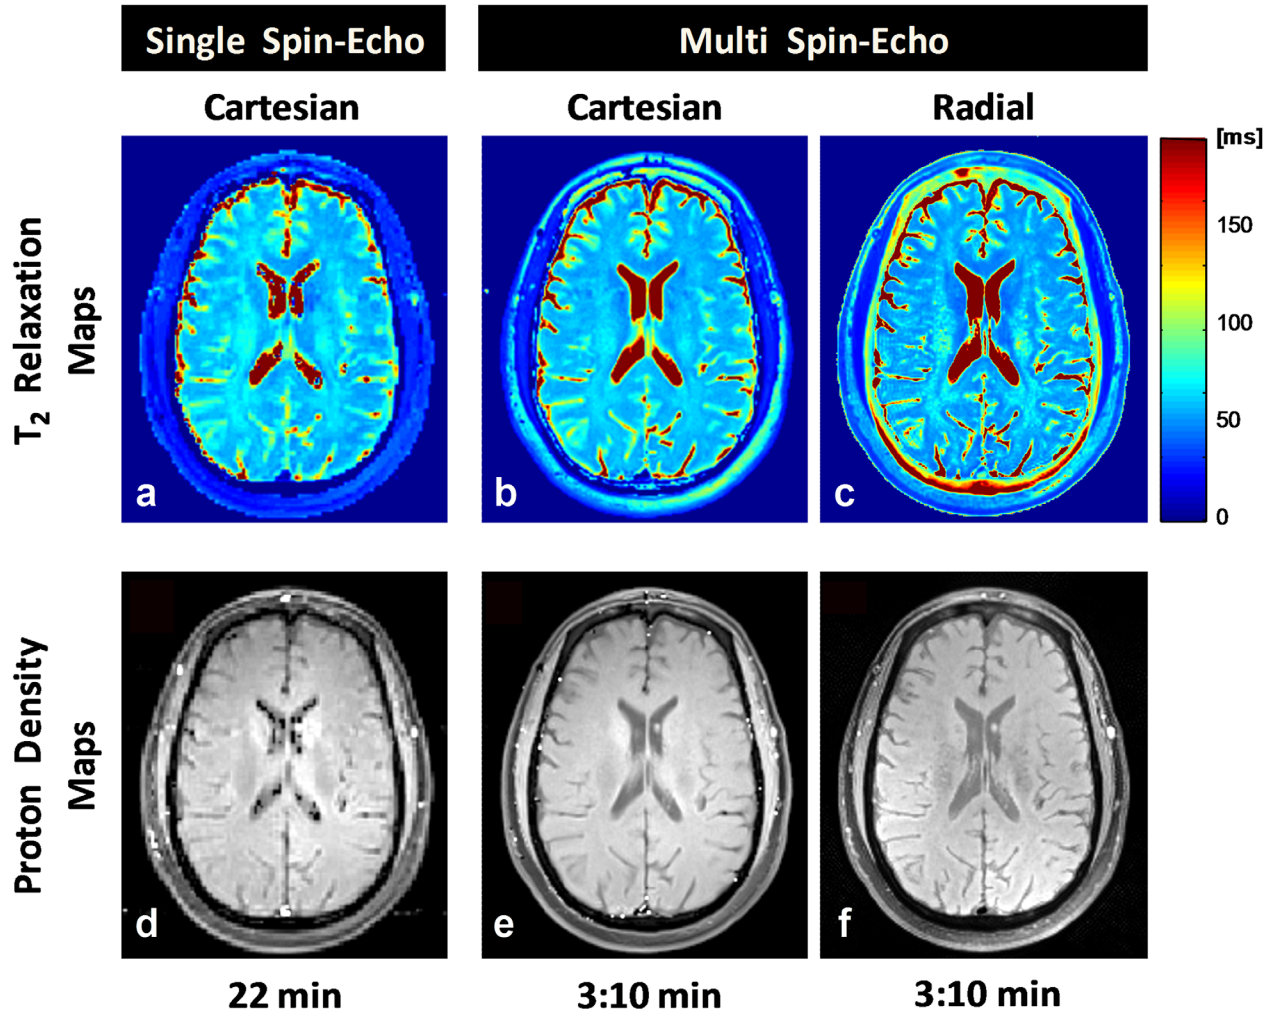 Single Spin-Echo
Multi Spin-Echo
Cartesian
Cartesian
Radial
T2 Relaxation
Maps
[ms]
150
100
50
0
a
b
c
Proton Density
Maps
d
e
f
22 min
3:10 min
3:10 min